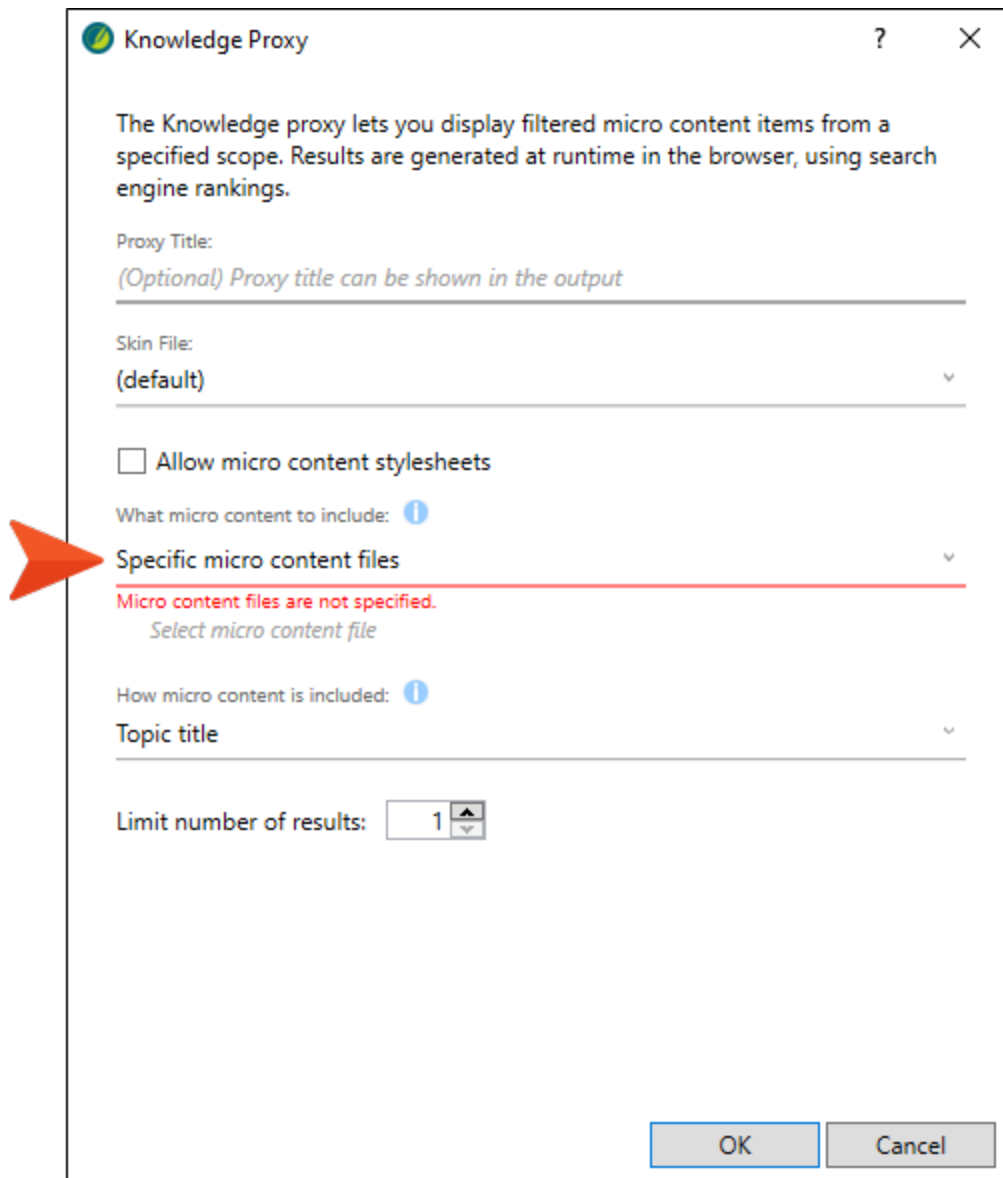 Knowledge Proxy
?
The Knowledge proxy lets you display filtered micro content items from a
specified scope. Results are generated at runtime in the browser, using search
engine rankings.
Proxy Title:
(Optional) Proxy title can be shown in the output
Skin File:
(default)
Allow micro content stylesheets
What micro content to include:
Specific micro content files
Micro content files are not specified.
Select micro content file
How micro content is included:
Topic title
Limit number of results: 1
OK Cancel